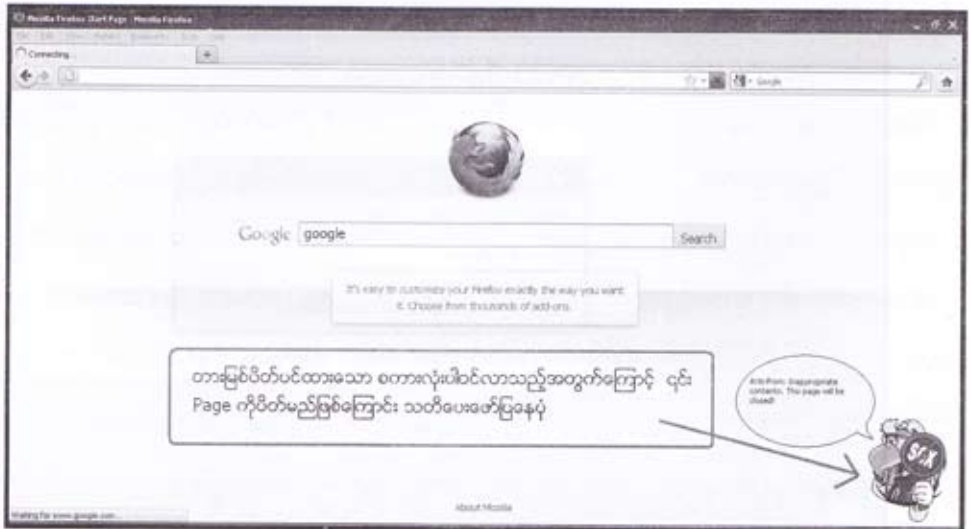 Mozilla Firefox Start Page - Mozilla Firefox
Connecting...
Google
Google google Search
It's easy to customize your Firefox exactly the way you want
it. Choose from thousands of add-ons.
တားမြစ်ပိတ်ပင်ထားသော စကားလုံးပါဝင်လာသည့်အတွက်ကြောင့် ၎င်း
Page ကိုပိတ်မည်ဖြစ်ကြောင်း သတိပေးဖော်ပြနေပုံ
Anti-Porn: Inappropriate
contents. This page will be
closed!
About Mozilla
Waiting for www.google.com...